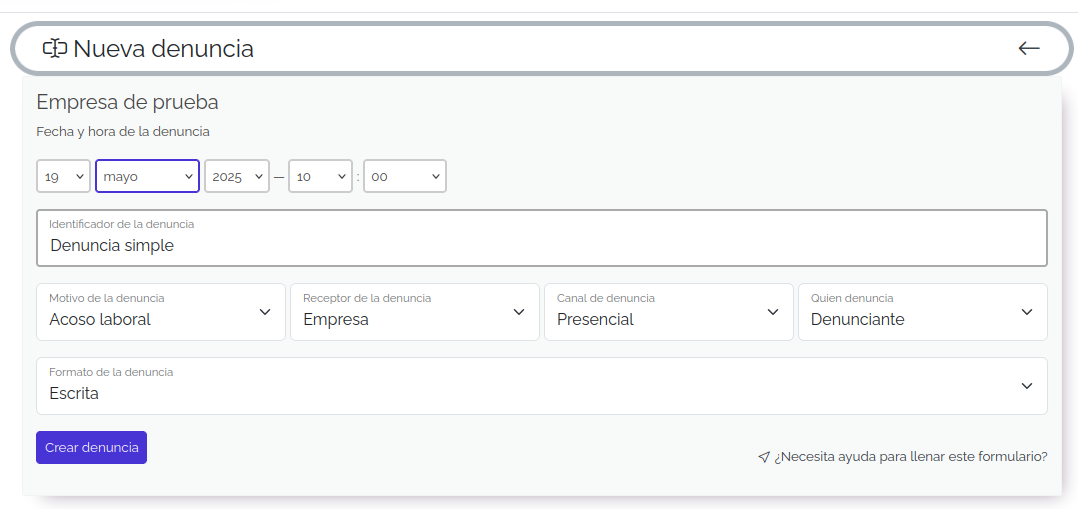 Nueva denuncia
Empresa de prueba
Fecha y hora de la denuncia
19 mayo 2025 — 10 : 00
Identificador de la denuncia
Denuncia simple
Motivo de la denuncia Receptor de la denuncia Canal de denuncia Quien denuncia
Acoso laboral Empresa Presencial Denunciante
Formato de la denuncia
Escrita
Crear denuncia
¿Necesita ayuda para llenar este formulario?